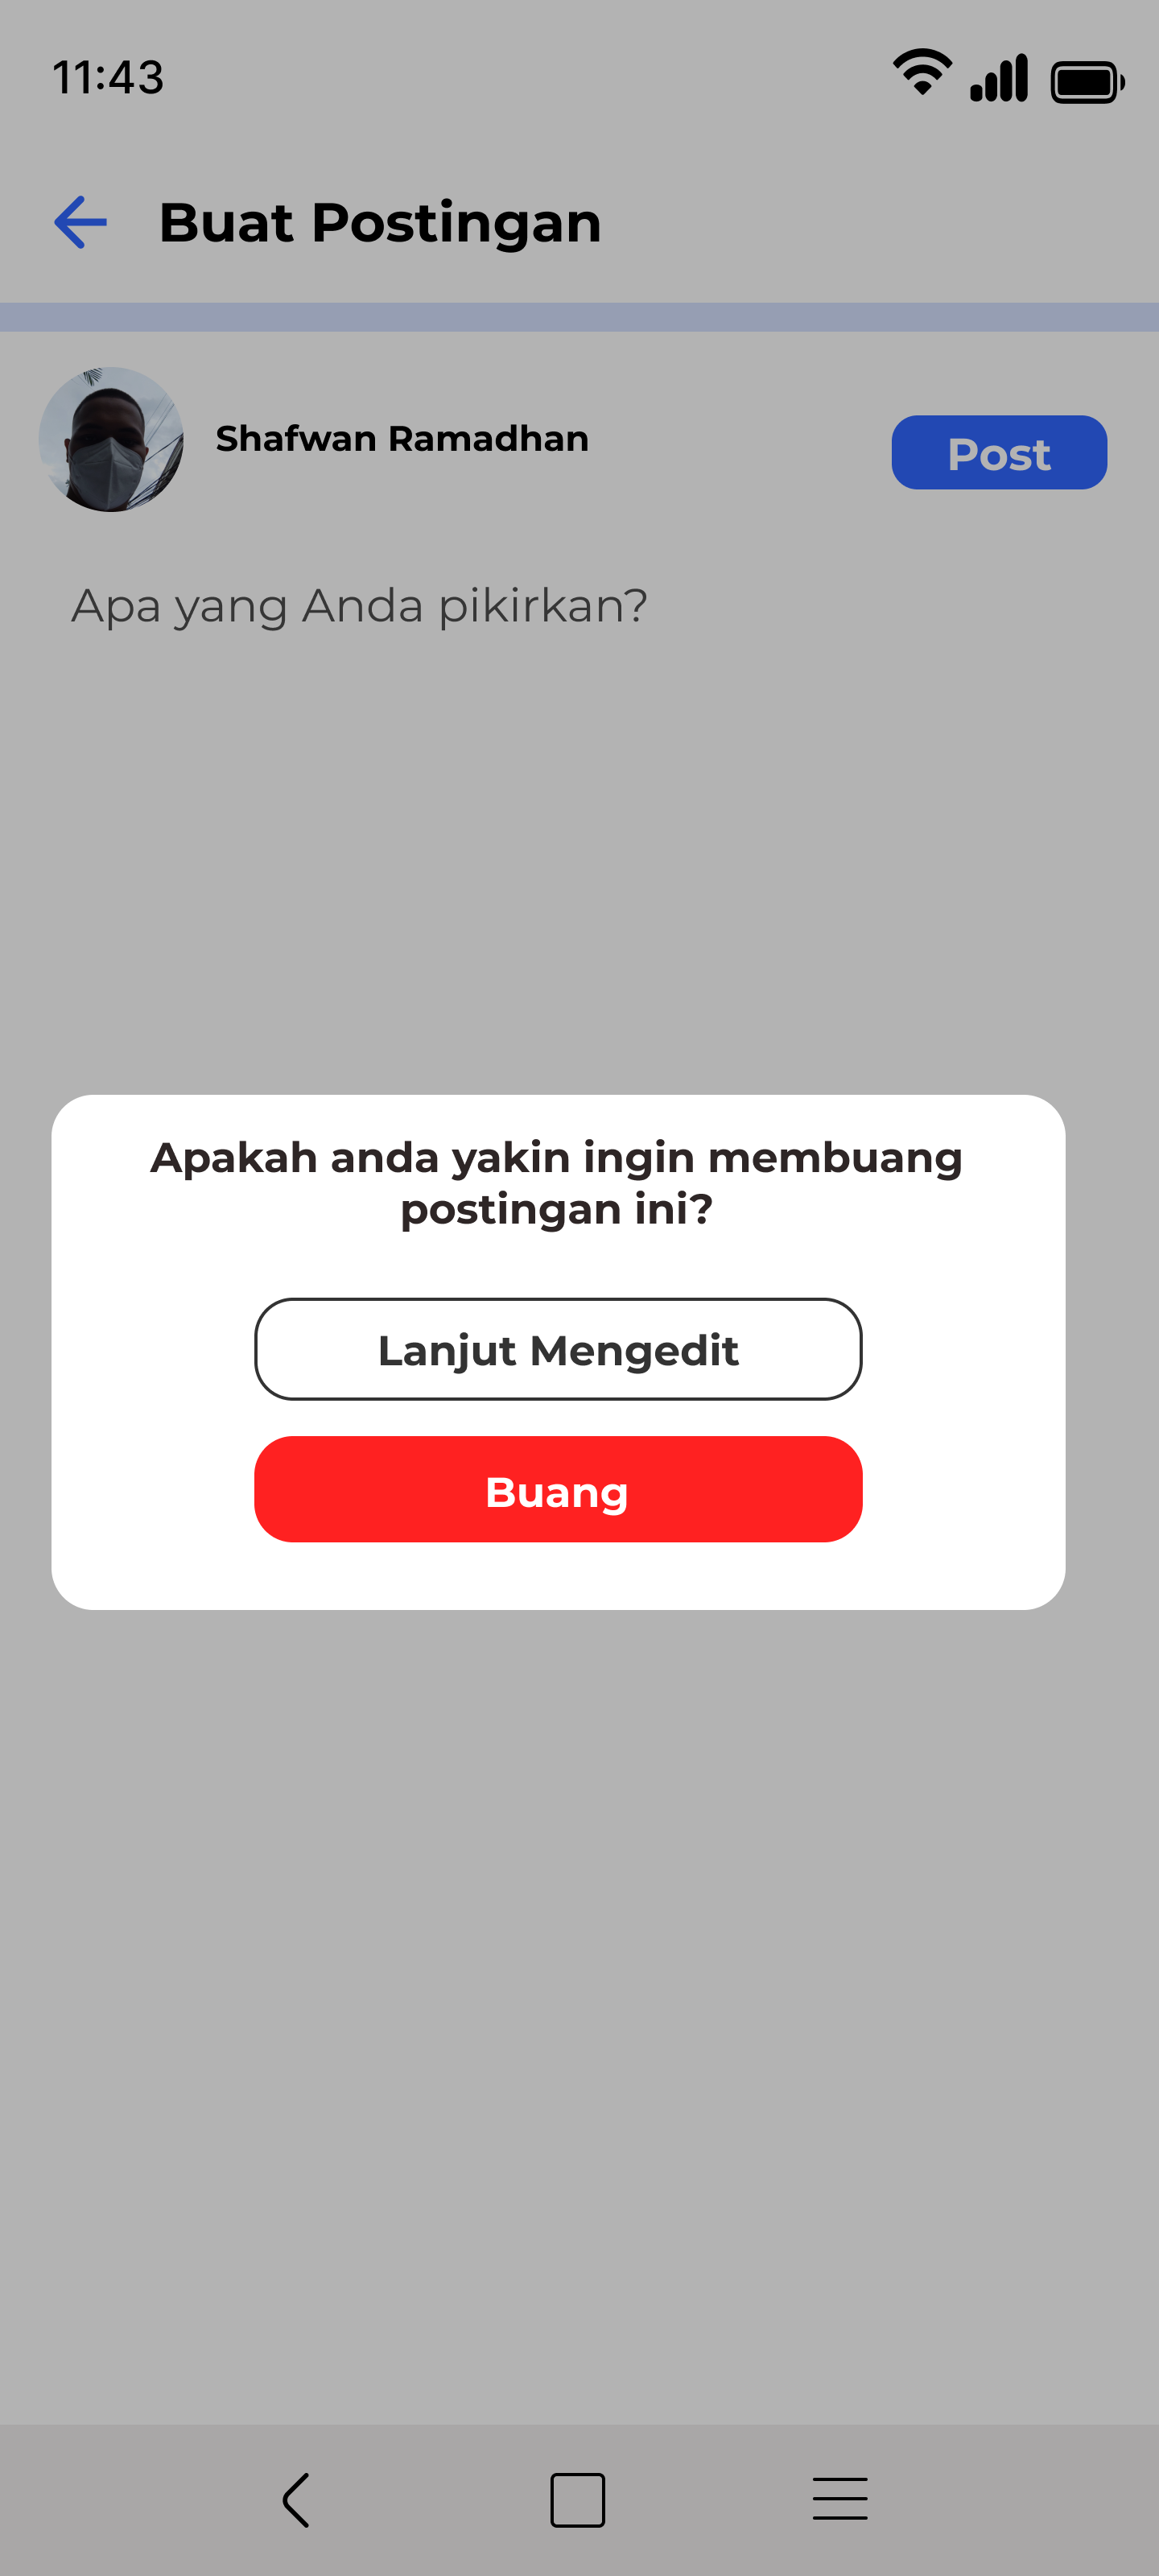 11:43
Buat Postingan
Shafwan Ramadhan
Post
Apa yang Anda pikirkan?
Apakah anda yakin ingin membuang
postingan ini?
Lanjut Mengedit
Buang